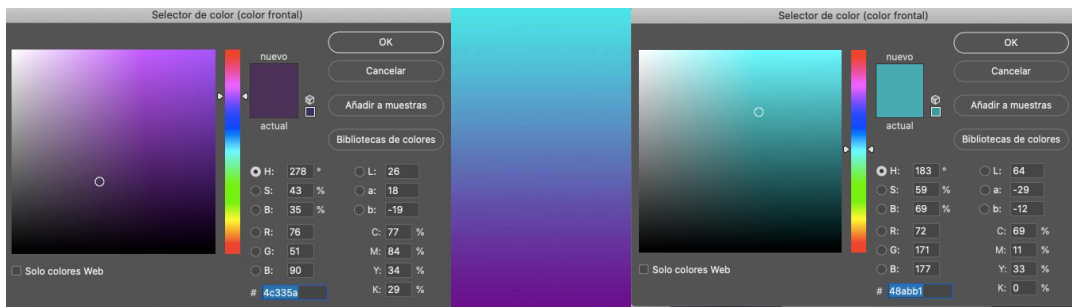 Selector de color (color frontal)
nuevo
actual
OK
Cancelar
Añadir a muestras
Bibliotecas de colores
H: 278 °
S: 43 %
B: 35 %
R: 76
G: 51
B: 90
# 4c335a
L: 26
a: 18
b: -19
C: 77 %
M: 84 %
Y: 34 %
K: 29 %
Solo colores Web
Selector de color (color frontal)
nuevo
actual
OK
Cancelar
Añadir a muestras
Bibliotecas de colores
H: 183 °
S: 59 %
B: 69 %
R: 72
G: 171
B: 177
# 48abb1
L: 64
a: -29
b: -12
C: 69 %
M: 11 %
Y: 33 %
K: 0 %
Solo colores Web